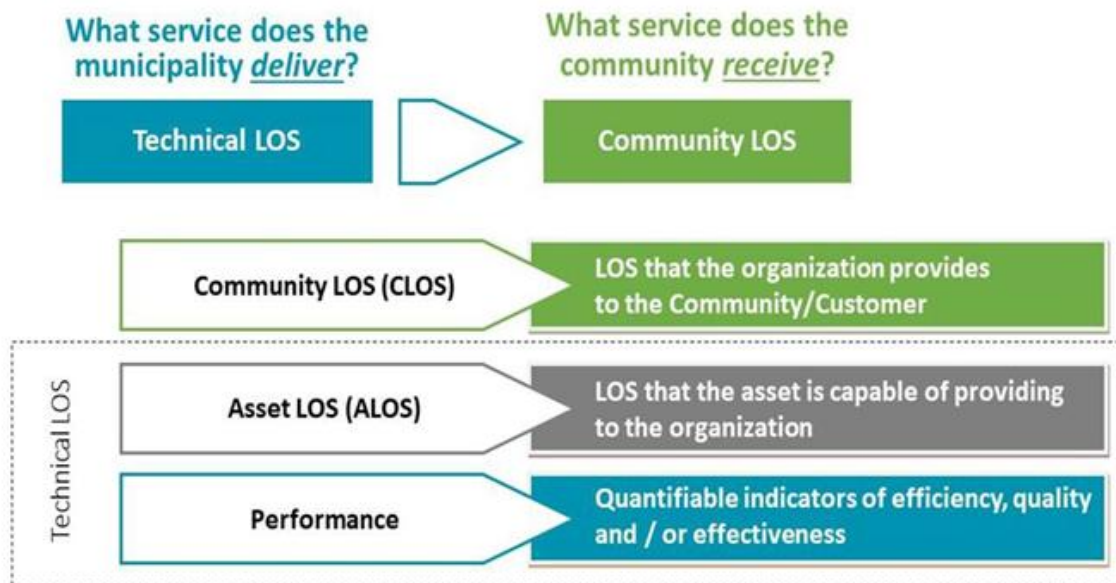 What service does the
municipality deliver?
What service does the
community receive?
Technical LOS
Community LOS
Community LOS (CLOS)
LOS that the organization provides
to the Community/Customer
Technical LOS
Asset LOS (ALOS)
LOS that the asset is capable of providing
to the organization
Performance
Quantifiable indicators of efficiency, quality
and / or effectiveness